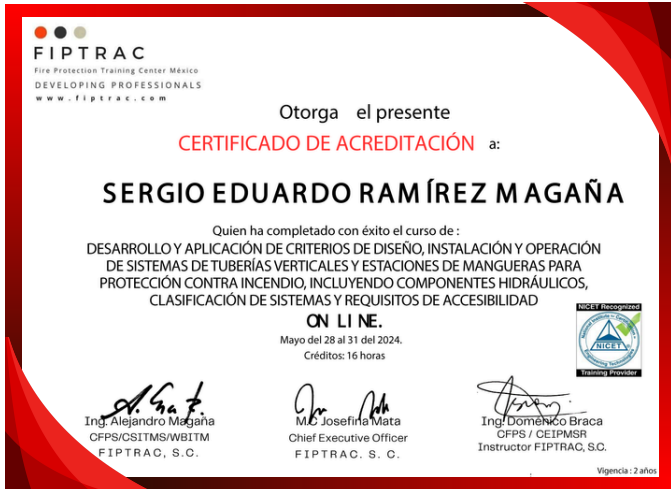 FIPTRAC
Fire Protection Training Center México
DEVELOPING PROFESSIONALS
www.fiptrac.com
Otorga el presente
CERTIFICADO DE ACREDITACIÓN a:
SERGIO EDUARDO RAMÍREZ MAGAÑA
Quien ha completado con éxito el curso de :
DESARROLLO Y APLICACIÓN DE CRITERIOS DE DISEÑO, INSTALACIÓN Y OPERACIÓN
DE SISTEMAS DE TUBERÍAS VERTICALES Y ESTACIONES DE MANGUERAS PARA
PROTECCIÓN CONTRA INCENDIO, INCLUYENDO COMPONENTES HIDRÁULICOS,
CLASIFICACIÓN DE SISTEMAS Y REQUISITOS DE ACCESIBILIDAD
ON LINE.
Mayo del 28 al 31 del 2024.
Créditos: 16 horas
NICET Recognized
NICET
Training Provider
Ing. Alejandro Magaña
CFPS/CSITMS/WBITM
FIPTRAC, S.C.
M.C Josefina Mata
Chief Executive Officer
FIPTRAC. S. C.
Ing. Doménico Braca
CFPS / CEIPMSR
Instructor FIPTRAC, S.C.
Vigencia : 2 años